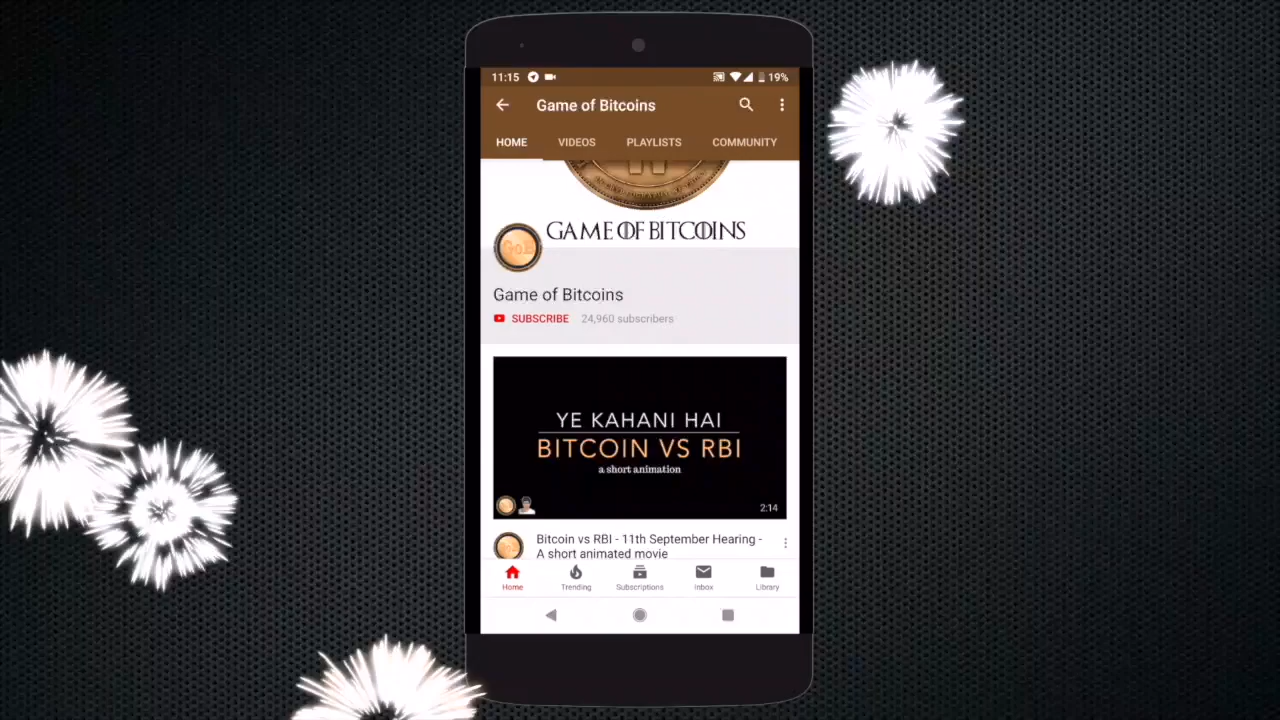 11:15
19%
Game of Bitcoins
HOME VIDEOS PLAYLISTS COMMUNITY
GAME OF BITCOINS
Game of Bitcoins
SUBSCRIBE 24,960 subscribers
YE KAHANI HAI
BITCOIN VS RBI
a short animation
2:14
Bitcoin vs RBI - 11th September Hearing -
A short animated movie
Home Trending Subscriptions Inbox Library